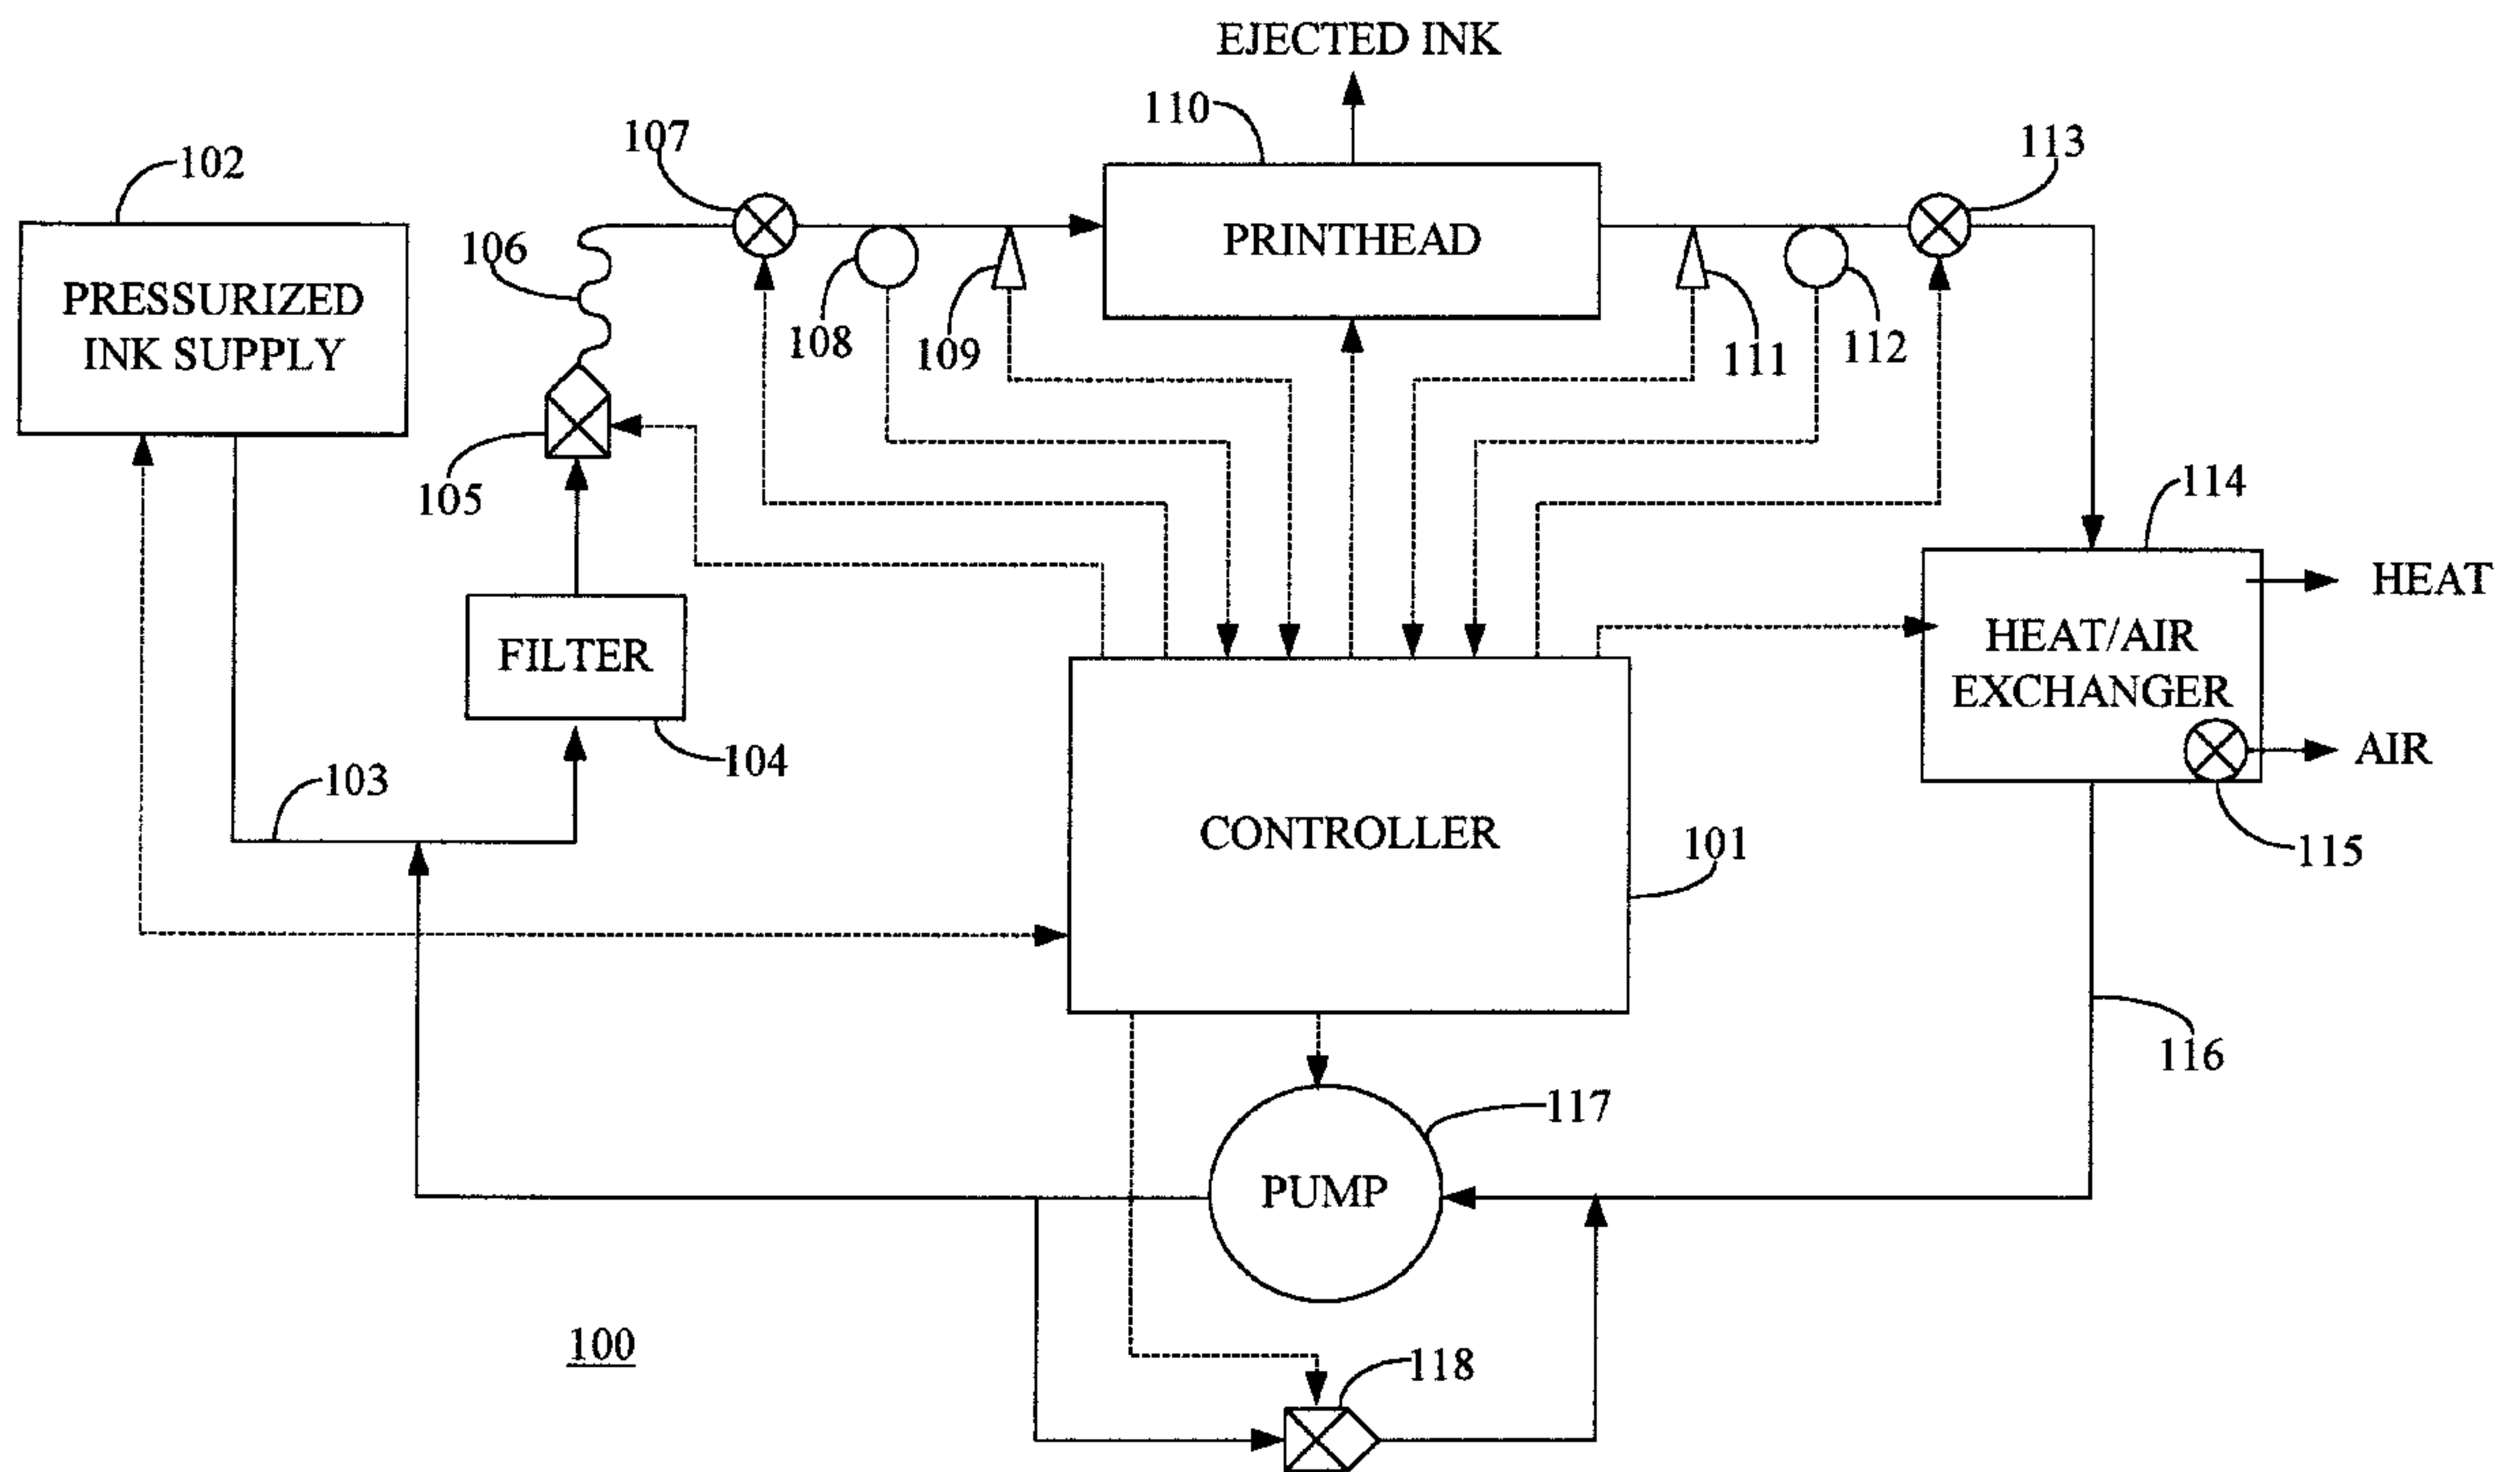 EJECTED INK
110
107
113
102
PRINTHEAD
106
PRESSURIZED
INK SUPPLY
108
109
111
112
105
114
HEAT
HEAT/AIR
EXCHANGER
FILTER
AIR
104
103
CONTROLLER
101
115
116
117
PUMP
100
118